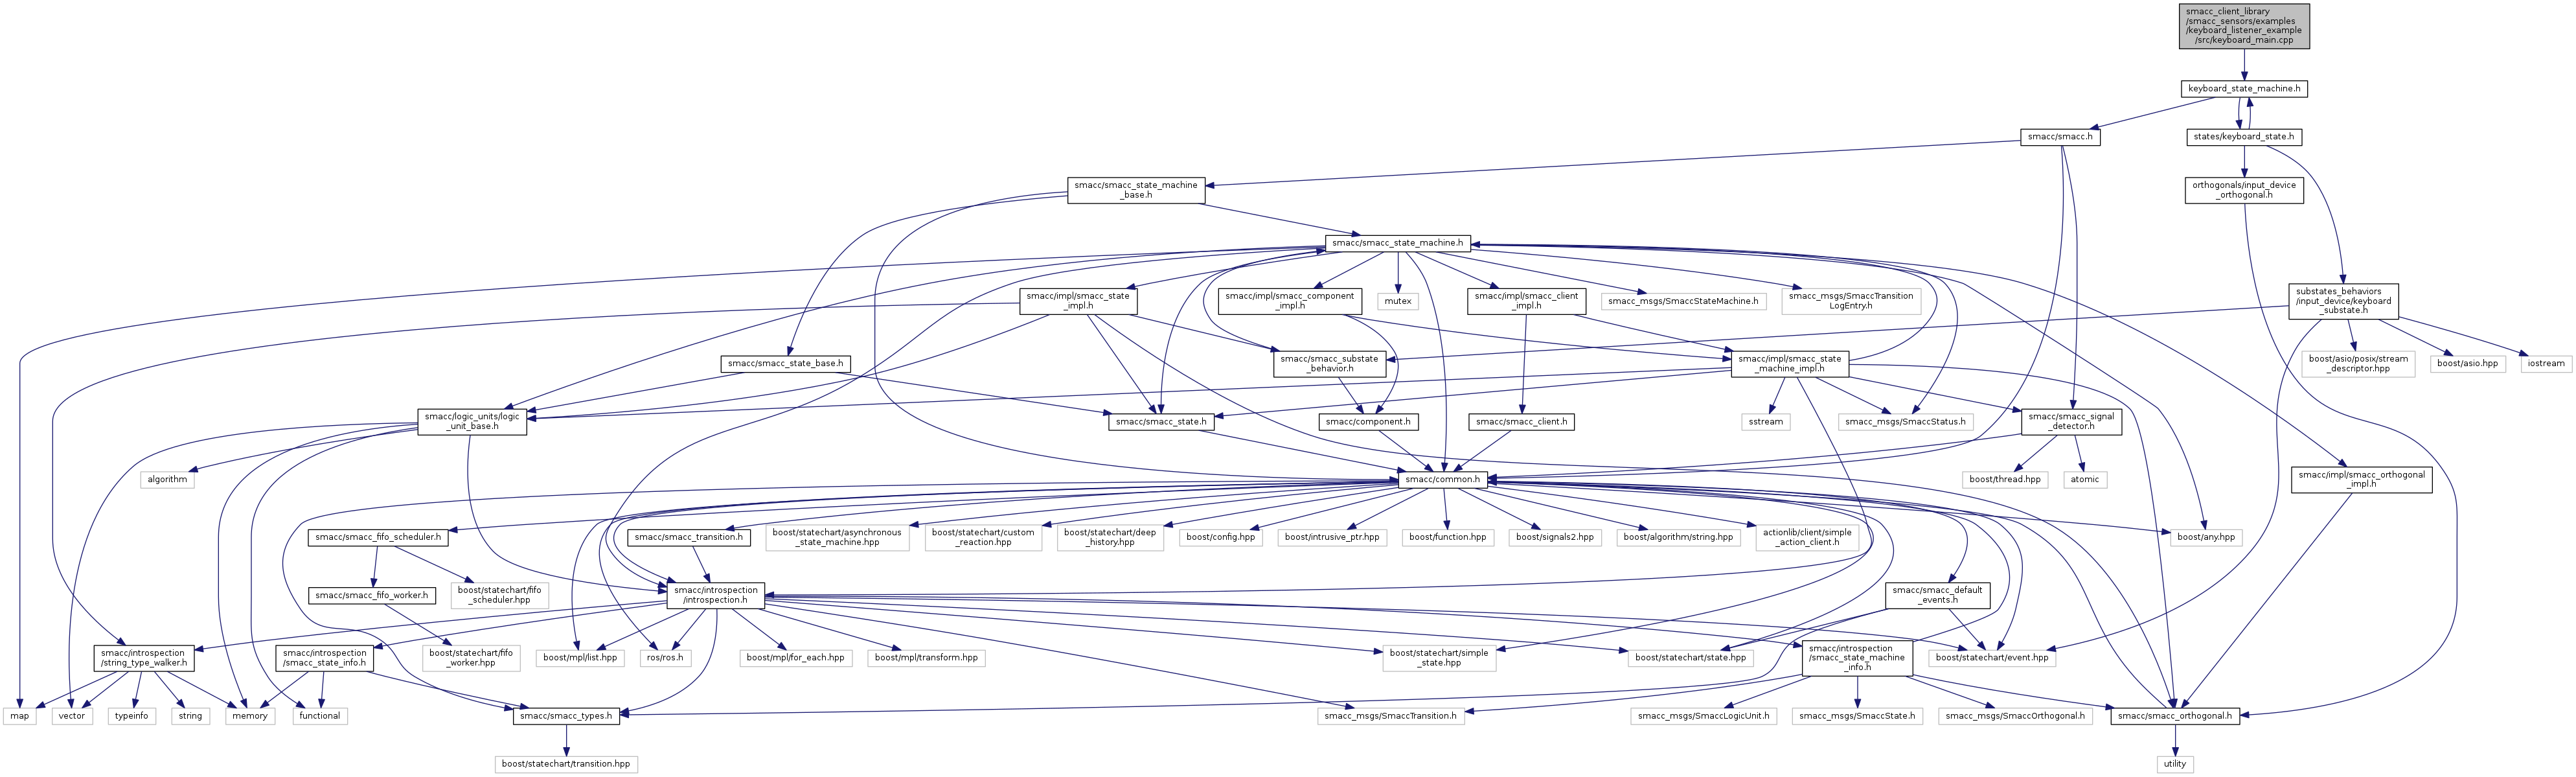 smacc_client_library
/smacc_sensors/examples
/keyboard_listener_example
/src/keyboard_main.cpp
keyboard_state_machine.h
smacc/smacc.h
states/keyboard_state.h
smacc/smacc_state_machine
_base.h
orthogonals/input_device
_orthogonal.h
smacc/smacc_state_machine.h
smacc/impl/smacc_state
_impl.h
smacc/impl/smacc_component
_impl.h
mutex
smacc/impl/smacc_client
_impl.h
smacc_msgs/SmaccStateMachine.h
smacc_msgs/SmaccTransition
LogEntry.h
substates_behaviors
/input_device/keyboard
_substate.h
smacc/smacc_state_base.h
smacc/smacc_substate
_behavior.h
smacc/impl/smacc_state
_machine_impl.h
boost/asio/posix/stream
_descriptor.hpp
boost/asio.hpp
iostream
smacc/logic_units/logic
_unit_base.h
smacc/smacc_state.h
smacc/component.h
smacc/smacc_client.h
sstream
smacc_msgs/SmaccStatus.h
smacc/smacc_signal
_detector.h
algorithm
smacc/common.h
boost/thread.hpp
atomic
smacc/impl/smacc_orthogonal
_impl.h
smacc/smacc_fifo_scheduler.h
smacc/smacc_transition.h
boost/statechart/asynchronous
_state_machine.hpp
boost/statechart/custom
_reaction.hpp
boost/statechart/deep
_history.hpp
boost/config.hpp
boost/intrusive_ptr.hpp
boost/function.hpp
boost/signals2.hpp
boost/algorithm/string.hpp
actionlib/client/simple
_action_client.h
boost/any.hpp
smacc/smacc_fifo_worker.h
boost/statechart/fifo
_scheduler.hpp
smacc/introspection
/introspection.h
smacc/smacc_default
_events.h
smacc/introspection
/string_type_walker.h
smacc/introspection
/smacc_state_info.h
boost/statechart/fifo
_worker.hpp
boost/mpl/list.hpp
ros/ros.h
boost/mpl/for_each.hpp
boost/mpl/transform.hpp
boost/statechart/simple
_state.hpp
boost/statechart/state.hpp
smacc/introspection
/smacc_state_machine
_info.h
boost/statechart/event.hpp
map
vector
typeinfo
string
memory
functional
smacc/smacc_types.h
smacc_msgs/SmaccTransition.h
smacc_msgs/SmaccLogicUnit.h
smacc_msgs/SmaccState.h
smacc_msgs/SmaccOrthogonal.h
smacc/smacc_orthogonal.h
boost/statechart/transition.hpp
utility